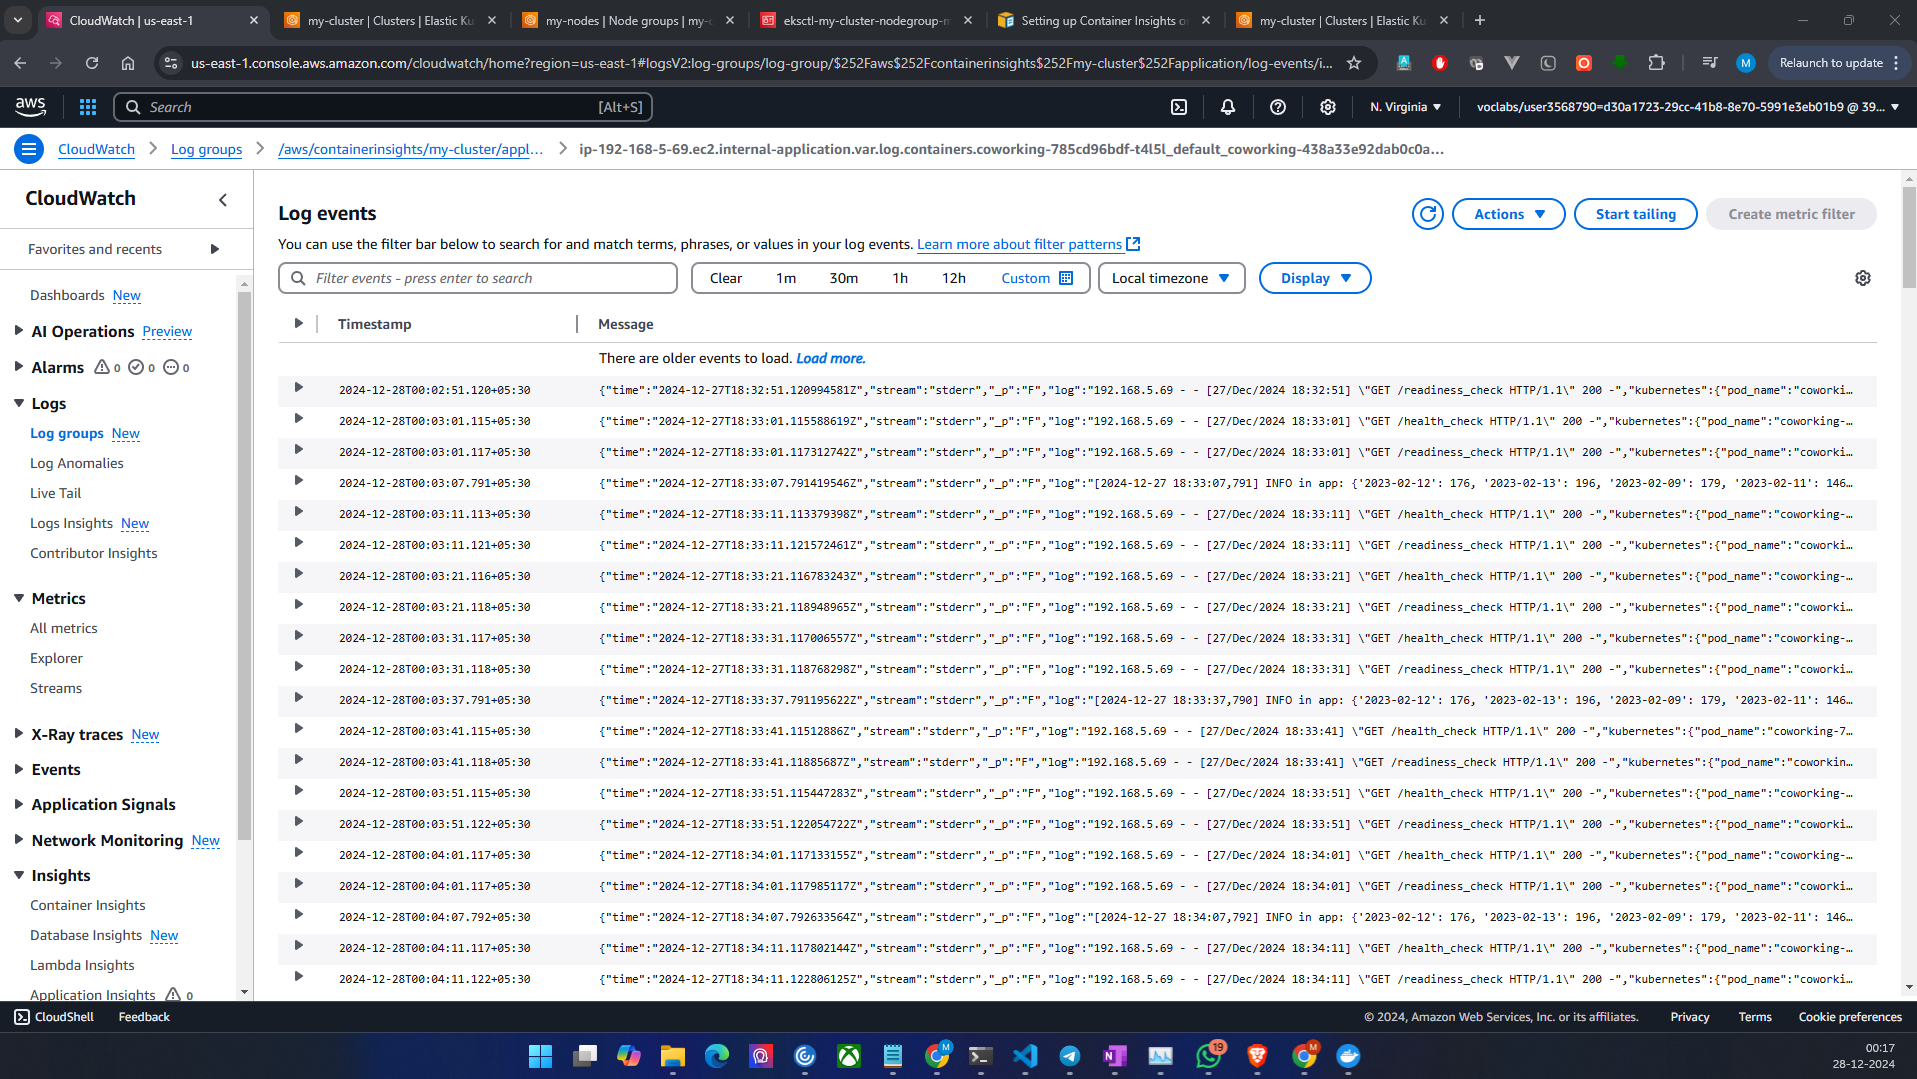 CloudWatch | us-east-1
my-cluster | Clusters | Elastic Ku
my-nodes | Node groups | my-c
eksctl-my-cluster-nodegroup-m
Setting up Container Insights o
my-cluster | Clusters | Elastic Ku
us-east-1.console.aws.amazon.com/cloudwatch/home?region=us-east-1#logsV2:log-groups/log-group/$252Faws$252Fcontainerinsights$252Fmy-cluster$252Fapplication/log-events/i...
M
Relaunch to update
aws
Search
[Alt+S]
N. Virginia
voclabs/user3568790=d30a1723-29cc-41b8-8e70-5991e3eb01b9 @ 39...
CloudWatch
Log groups
/aws/containerinsights/my-cluster/appl...
ip-192-168-5-69.ec2.internal-application.var.log.containers.coworking-785cd96bdf-t4l5l_default_coworking-438a33e92dab0c0a...
CloudWatch
Favorites and recents
Dashboards New
AI Operations Preview
Alarms 0 0 0
Logs
Log groups New
Log Anomalies
Live Tail
Logs Insights New
Contributor Insights
Metrics
All metrics
Explorer
Streams
X-Ray traces New
Events
Application Signals
Network Monitoring New
Insights
Container Insights
Database Insights New
Lambda Insights
Application Insights 0
Log events
Actions
Start tailing
Create metric filter
You can use the filter bar below to search for and match terms, phrases, or values in your log events. Learn more about filter patterns
Filter events - press enter to search
Clear 1m 30m 1h 12h Custom
Local timezone
Display
Timestamp Message
There are older events to load. Load more.
2024-12-28T00:02:51.120+05:30 {"time":"2024-12-27T18:32:51.120994581Z","stream":"stderr","_p":"F","log":"192.168.5.69 - - [27/Dec/2024 18:32:51] \"GET /readiness_check HTTP/1.1\" 200 -","kubernetes":{"pod_name":"coworki…
2024-12-28T00:03:01.115+05:30 {"time":"2024-12-27T18:33:01.115588619Z","stream":"stderr","_p":"F","log":"192.168.5.69 - - [27/Dec/2024 18:33:01] \"GET /health_check HTTP/1.1\" 200 -","kubernetes":{"pod_name":"coworking-…
2024-12-28T00:03:01.117+05:30 {"time":"2024-12-27T18:33:01.117312742Z","stream":"stderr","_p":"F","log":"192.168.5.69 - - [27/Dec/2024 18:33:01] \"GET /readiness_check HTTP/1.1\" 200 -","kubernetes":{"pod_name":"coworki…
2024-12-28T00:03:07.791+05:30 {"time":"2024-12-27T18:33:07.791419546Z","stream":"stderr","_p":"F","log":"[2024-12-27 18:33:07,791] INFO in app: {'2023-02-12': 176, '2023-02-13': 196, '2023-02-09': 179, '2023-02-11': 146…
2024-12-28T00:03:11.113+05:30 {"time":"2024-12-27T18:33:11.113379398Z","stream":"stderr","_p":"F","log":"192.168.5.69 - - [27/Dec/2024 18:33:11] \"GET /health_check HTTP/1.1\" 200 -","kubernetes":{"pod_name":"coworking-…
2024-12-28T00:03:11.121+05:30 {"time":"2024-12-27T18:33:11.121572461Z","stream":"stderr","_p":"F","log":"192.168.5.69 - - [27/Dec/2024 18:33:11] \"GET /readiness_check HTTP/1.1\" 200 -","kubernetes":{"pod_name":"coworki…
2024-12-28T00:03:21.116+05:30 {"time":"2024-12-27T18:33:21.116783243Z","stream":"stderr","_p":"F","log":"192.168.5.69 - - [27/Dec/2024 18:33:21] \"GET /health_check HTTP/1.1\" 200 -","kubernetes":{"pod_name":"coworking-…
2024-12-28T00:03:21.118+05:30 {"time":"2024-12-27T18:33:21.118948965Z","stream":"stderr","_p":"F","log":"192.168.5.69 - - [27/Dec/2024 18:33:21] \"GET /readiness_check HTTP/1.1\" 200 -","kubernetes":{"pod_name":"coworki…
2024-12-28T00:03:31.117+05:30 {"time":"2024-12-27T18:33:31.117006557Z","stream":"stderr","_p":"F","log":"192.168.5.69 - - [27/Dec/2024 18:33:31] \"GET /health_check HTTP/1.1\" 200 -","kubernetes":{"pod_name":"coworking-…
2024-12-28T00:03:31.118+05:30 {"time":"2024-12-27T18:33:31.118768298Z","stream":"stderr","_p":"F","log":"192.168.5.69 - - [27/Dec/2024 18:33:31] \"GET /readiness_check HTTP/1.1\" 200 -","kubernetes":{"pod_name":"coworki…
2024-12-28T00:03:37.791+05:30 {"time":"2024-12-27T18:33:37.791195622Z","stream":"stderr","_p":"F","log":"[2024-12-27 18:33:37,790] INFO in app: {'2023-02-12': 176, '2023-02-13': 196, '2023-02-09': 179, '2023-02-11': 146…
2024-12-28T00:03:41.115+05:30 {"time":"2024-12-27T18:33:41.11512886Z","stream":"stderr","_p":"F","log":"192.168.5.69 - - [27/Dec/2024 18:33:41] \"GET /health_check HTTP/1.1\" 200 -","kubernetes":{"pod_name":"coworking-7…
2024-12-28T00:03:41.118+05:30 {"time":"2024-12-27T18:33:41.11885687Z","stream":"stderr","_p":"F","log":"192.168.5.69 - - [27/Dec/2024 18:33:41] \"GET /readiness_check HTTP/1.1\" 200 -","kubernetes":{"pod_name":"coworkin…
2024-12-28T00:03:51.115+05:30 {"time":"2024-12-27T18:33:51.115447283Z","stream":"stderr","_p":"F","log":"192.168.5.69 - - [27/Dec/2024 18:33:51] \"GET /health_check HTTP/1.1\" 200 -","kubernetes":{"pod_name":"coworking-…
2024-12-28T00:03:51.122+05:30 {"time":"2024-12-27T18:33:51.122054722Z","stream":"stderr","_p":"F","log":"192.168.5.69 - - [27/Dec/2024 18:33:51] \"GET /readiness_check HTTP/1.1\" 200 -","kubernetes":{"pod_name":"coworki…
2024-12-28T00:04:01.117+05:30 {"time":"2024-12-27T18:34:01.117133155Z","stream":"stderr","_p":"F","log":"192.168.5.69 - - [27/Dec/2024 18:34:01] \"GET /health_check HTTP/1.1\" 200 -","kubernetes":{"pod_name":"coworking-…
2024-12-28T00:04:01.117+05:30 {"time":"2024-12-27T18:34:01.117985117Z","stream":"stderr","_p":"F","log":"192.168.5.69 - - [27/Dec/2024 18:34:01] \"GET /readiness_check HTTP/1.1\" 200 -","kubernetes":{"pod_name":"coworki…
2024-12-28T00:04:07.792+05:30 {"time":"2024-12-27T18:34:07.792633564Z","stream":"stderr","_p":"F","log":"[2024-12-27 18:34:07,792] INFO in app: {'2023-02-12': 176, '2023-02-13': 196, '2023-02-09': 179, '2023-02-11': 146…
2024-12-28T00:04:11.117+05:30 {"time":"2024-12-27T18:34:11.117802144Z","stream":"stderr","_p":"F","log":"192.168.5.69 - - [27/Dec/2024 18:34:11] \"GET /health_check HTTP/1.1\" 200 -","kubernetes":{"pod_name":"coworking-…
2024-12-28T00:04:11.122+05:30 {"time":"2024-12-27T18:34:11.122806125Z","stream":"stderr","_p":"F","log":"192.168.5.69 - - [27/Dec/2024 18:34:11] \"GET /readiness_check HTTP/1.1\" 200 -","kubernetes":{"pod_name":"coworki…
CloudShell
Feedback
© 2024, Amazon Web Services, Inc. or its affiliates.
Privacy
Terms
Cookie preferences
M
19
M
00:17
28-12-2024